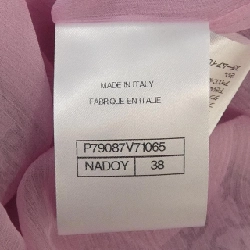 MADE IN ITALY
FABRIQUE EN ITALIE
P79087V71065
NADOY 38